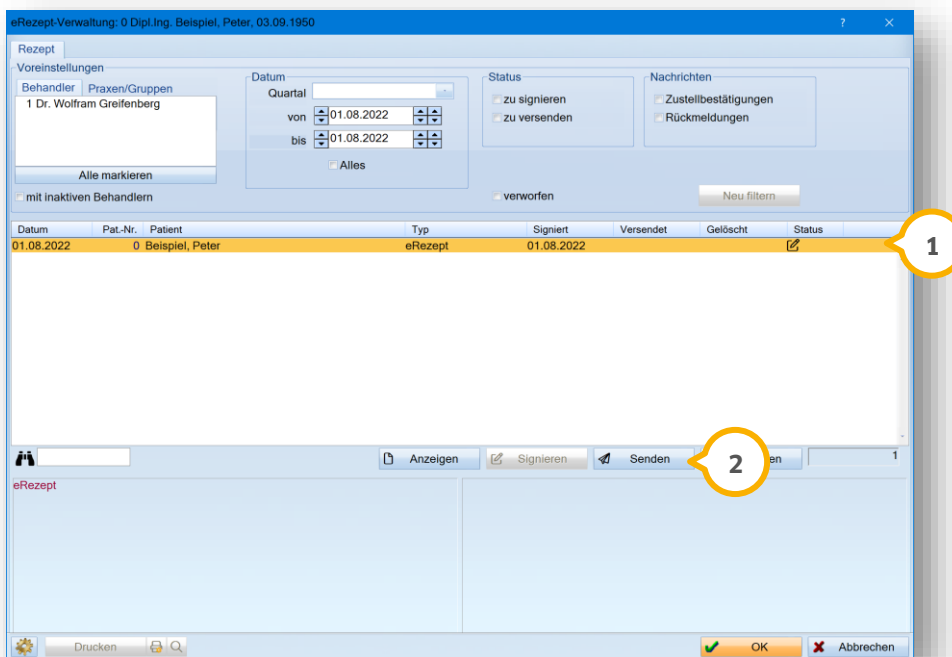 eRezept-Verwaltung: 0 Dipl.Ing. Beispiel, Peter, 03.09.1950 ?
Rezept
Voreinstellungen
Behandler Praxen/Gruppen
1 Dr. Wolfram Greifenberg
Alle markieren
mit inaktiven Behandlern
Datum
Quartal
von 01.08.2022
bis 01.08.2022
Alles
Status
zu signieren
zu versenden
verworfen
Nachrichten
Zustellbestätigungen
Rückmeldungen
Neu filtern
Datum Pat.-Nr. Patient Typ Signiert Versendet Gelöscht Status
01.08.2022 0 Beispiel, Peter eRezept 01.08.2022
1
Anzeigen Signieren Senden en 1
2
eRezept
Drucken OK Abbrechen